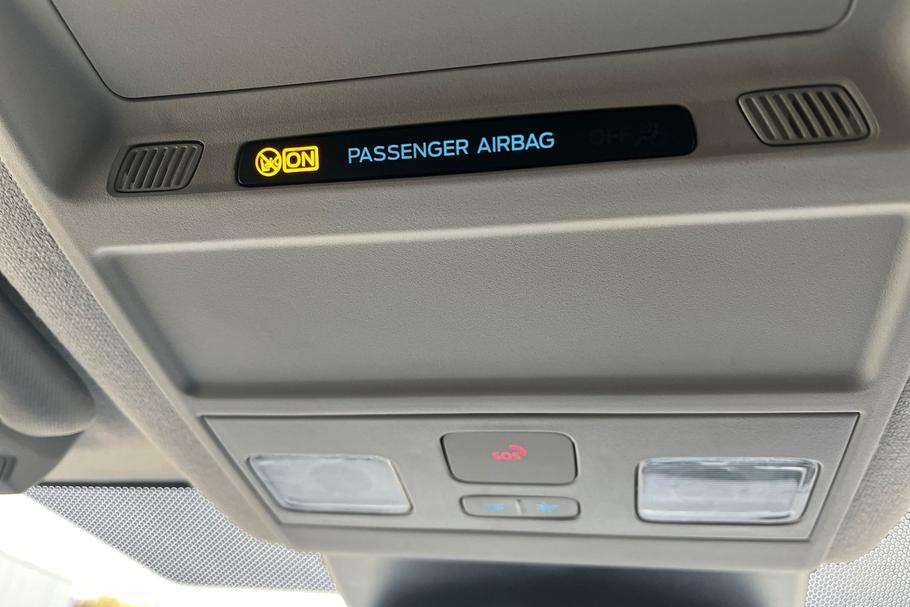 ON PASSENGER AIRBAG OFF
SOS